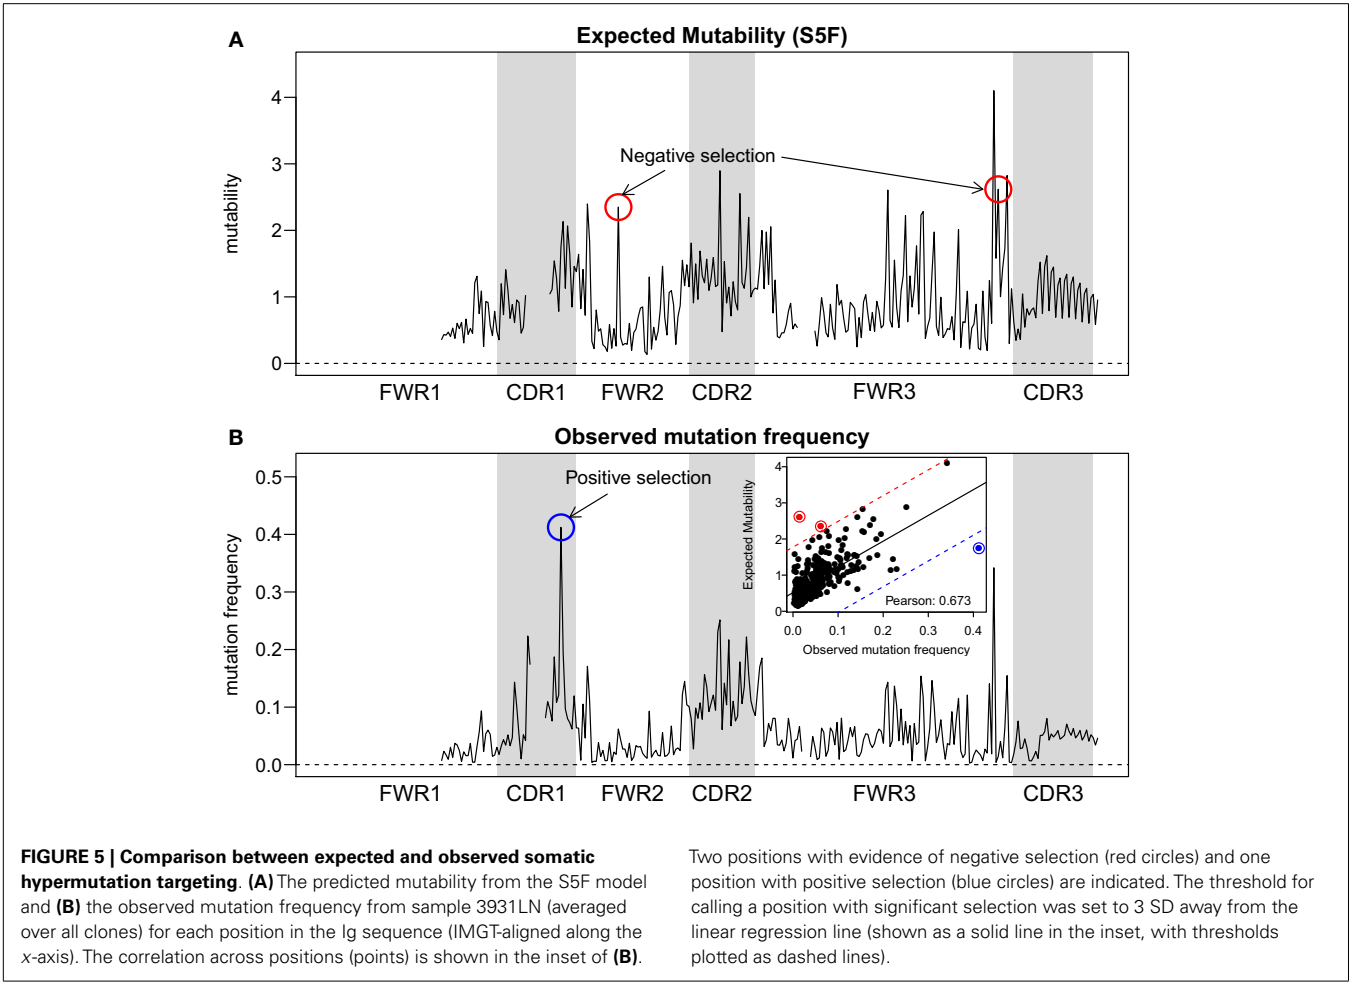 A
Expected Mutability (S5F)
mutability
4
3
2
1
0
Negative selection
FWR1 CDR1 FWR2 CDR2 FWR3 CDR3
B
Observed mutation frequency
mutation frequency
0.5
0.4
0.3
0.2
0.1
0.0
Positive selection
Expected Mutability
4
3
2
1
0
Pearson: 0.673
0.0 0.1 0.2 0.3 0.4
Observed mutation frequency
FWR1 CDR1 FWR2 CDR2 FWR3 CDR3
FIGURE 5 | Comparison between expected and observed somatic
hypermutation targeting. (A) The predicted mutability from the S5F model
and (B) the observed mutation frequency from sample 3931LN (averaged
over all clones) for each position in the Ig sequence (IMGT-aligned along the
x-axis). The correlation across positions (points) is shown in the inset of (B).
Two positions with evidence of negative selection (red circles) and one
position with positive selection (blue circles) are indicated. The threshold for
calling a position with significant selection was set to 3 SD away from the
linear regression line (shown as a solid line in the inset, with thresholds
plotted as dashed lines).